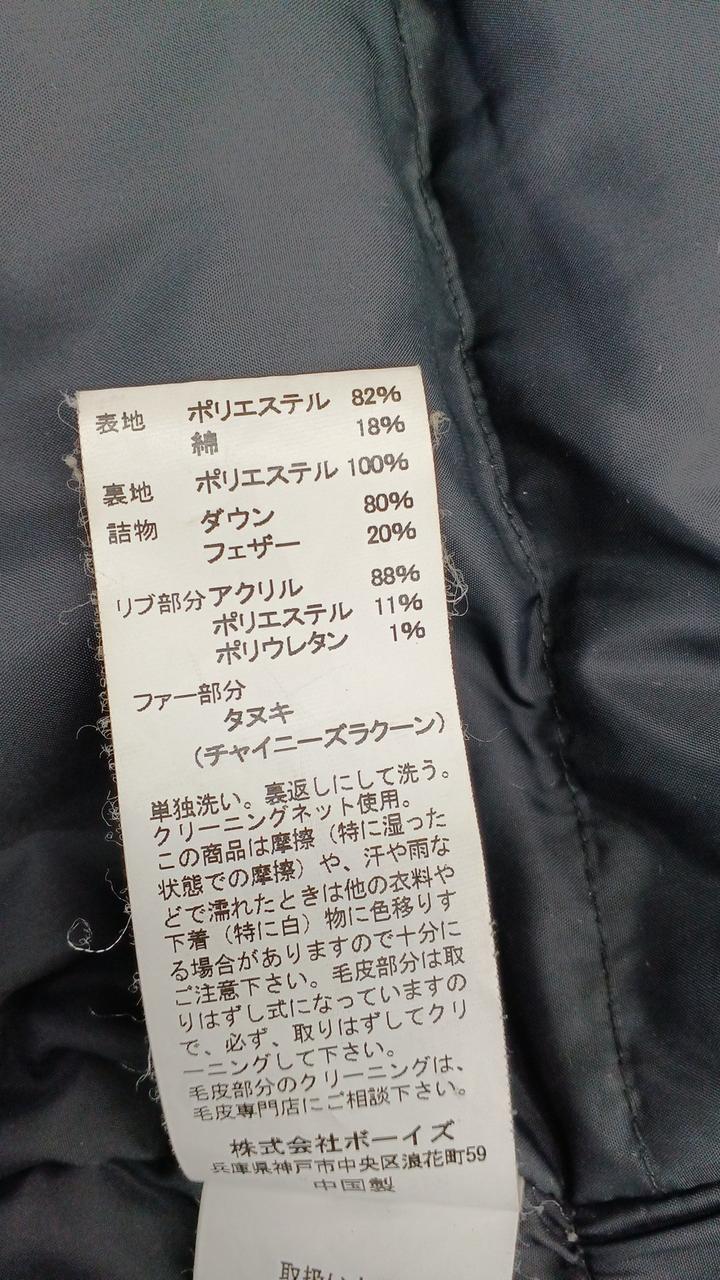 表地 ポリエステル 82%
綿 18%
裏地 ポリエステル 100%
詰物 ダウン 80%
フェザー 20%
リブ部分 アクリル 88%
ポリエステル 11%
ポリウレタン 1%
ファー部分
タヌキ
（チャイニーズラクーン）
単独洗い。裏返しにして洗う。
クリーニングネット使用。
この商品は摩擦（特に湿った
状態での摩擦）や、汗や雨な
どで濡れたときは他の衣料や
下着（特に白）物に色移りす
る場合がありますので十分に
ご注意下さい。毛皮部分は取
りはずし式になっていますの
で、必ず、取りはずしてクリ
ーニングして下さい。
毛皮部分のクリーニングは、
毛皮専門店にご相談下さい。
株式会社ボーイズ
兵庫県神戸市中央区浪花町59
中国製
取扱い